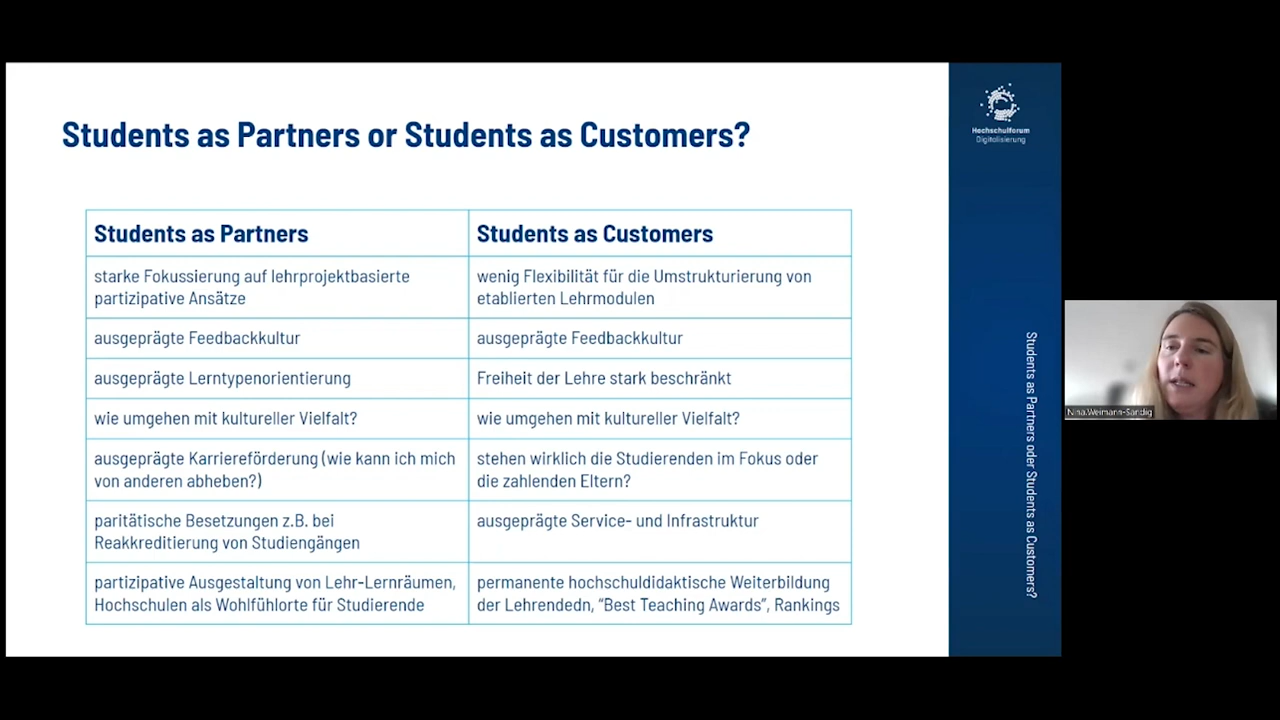 Students as Partners or Students as Customers?
Students as Partners
Students as Customers
starke Fokussierung auf lehrprojektbasierte
partizipative Ansätze
wenig Flexibilität für die Umstrukturierung von
etablierten Lehrmodulen
ausgeprägte Feedbackkultur
ausgeprägte Feedbackkultur
ausgeprägte Lerntypenorientierung
Freiheit der Lehre stark beschränkt
wie umgehen mit kultureller Vielfalt?
wie umgehen mit kultureller Vielfalt?
ausgeprägte Karriereförderung (wie kann ich mich
von anderen abheben?)
stehen wirklich die Studierenden im Fokus oder
die zahlenden Eltern?
paritätische Besetzungen z.B. bei
Reakkreditierung von Studiengängen
ausgeprägte Service- und Infrastruktur
partizipative Ausgestaltung von Lehr-Lernräumen,
Hochschulen als Wohlfühlorte für Studierende
permanente hochschuldidaktische Weiterbildung
der Lehrendedn, “Best Teaching Awards”, Rankings
Hochschulforum
Digitalisierung
Students as Partners oder Students as Customers?
Nina.Weimann-Sandig